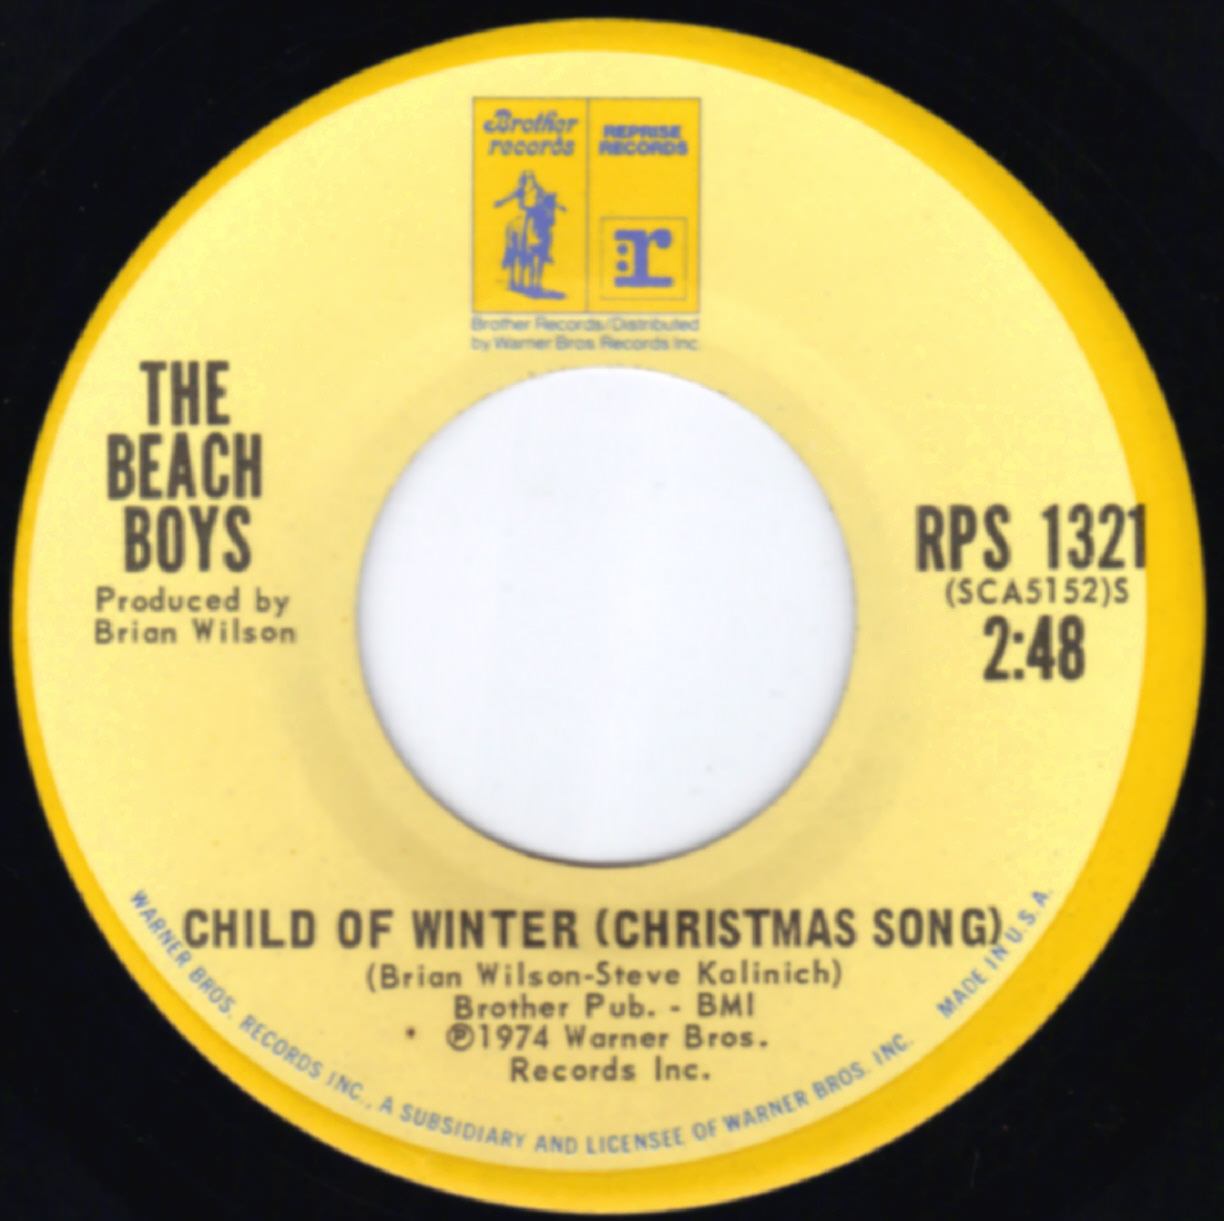 Brother
records
REPRISE
RECORDS
r
Brother Records/Distributed
by Warner Bros. Records Inc.
THE
BEACH
BOYS
Produced by
Brian Wilson
RPS 1321
(SCA5152)S
2:48
CHILD OF WINTER (CHRISTMAS SONG)
(Brian Wilson-Steve Kalinich)
Brother Pub. - BMI
℗1974 Warner Bros.
Records Inc.
WARNER BROS. RECORDS INC., A SUBSIDIARY AND LICENSEE OF WARNER BROS. INC.
MADE IN U.S.A.